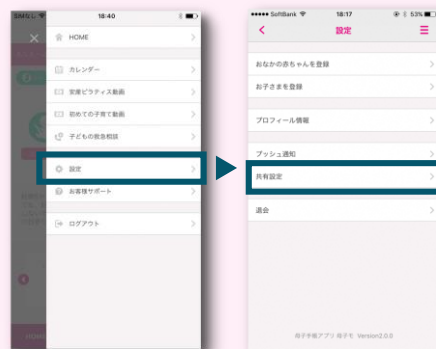 18:40
HOME
カレンダー
安産ピラティス動画
初めての子育て動画
子どもの救急相談
設定
お客様サポート
ログアウト
SoftBank
18:17
53%
設定
おなかの赤ちゃんを登録
お子さまを登録
プロフィール情報
プッシュ通知
共有設定
退会
母子手帳アプリ 母子モ Version2.0.0